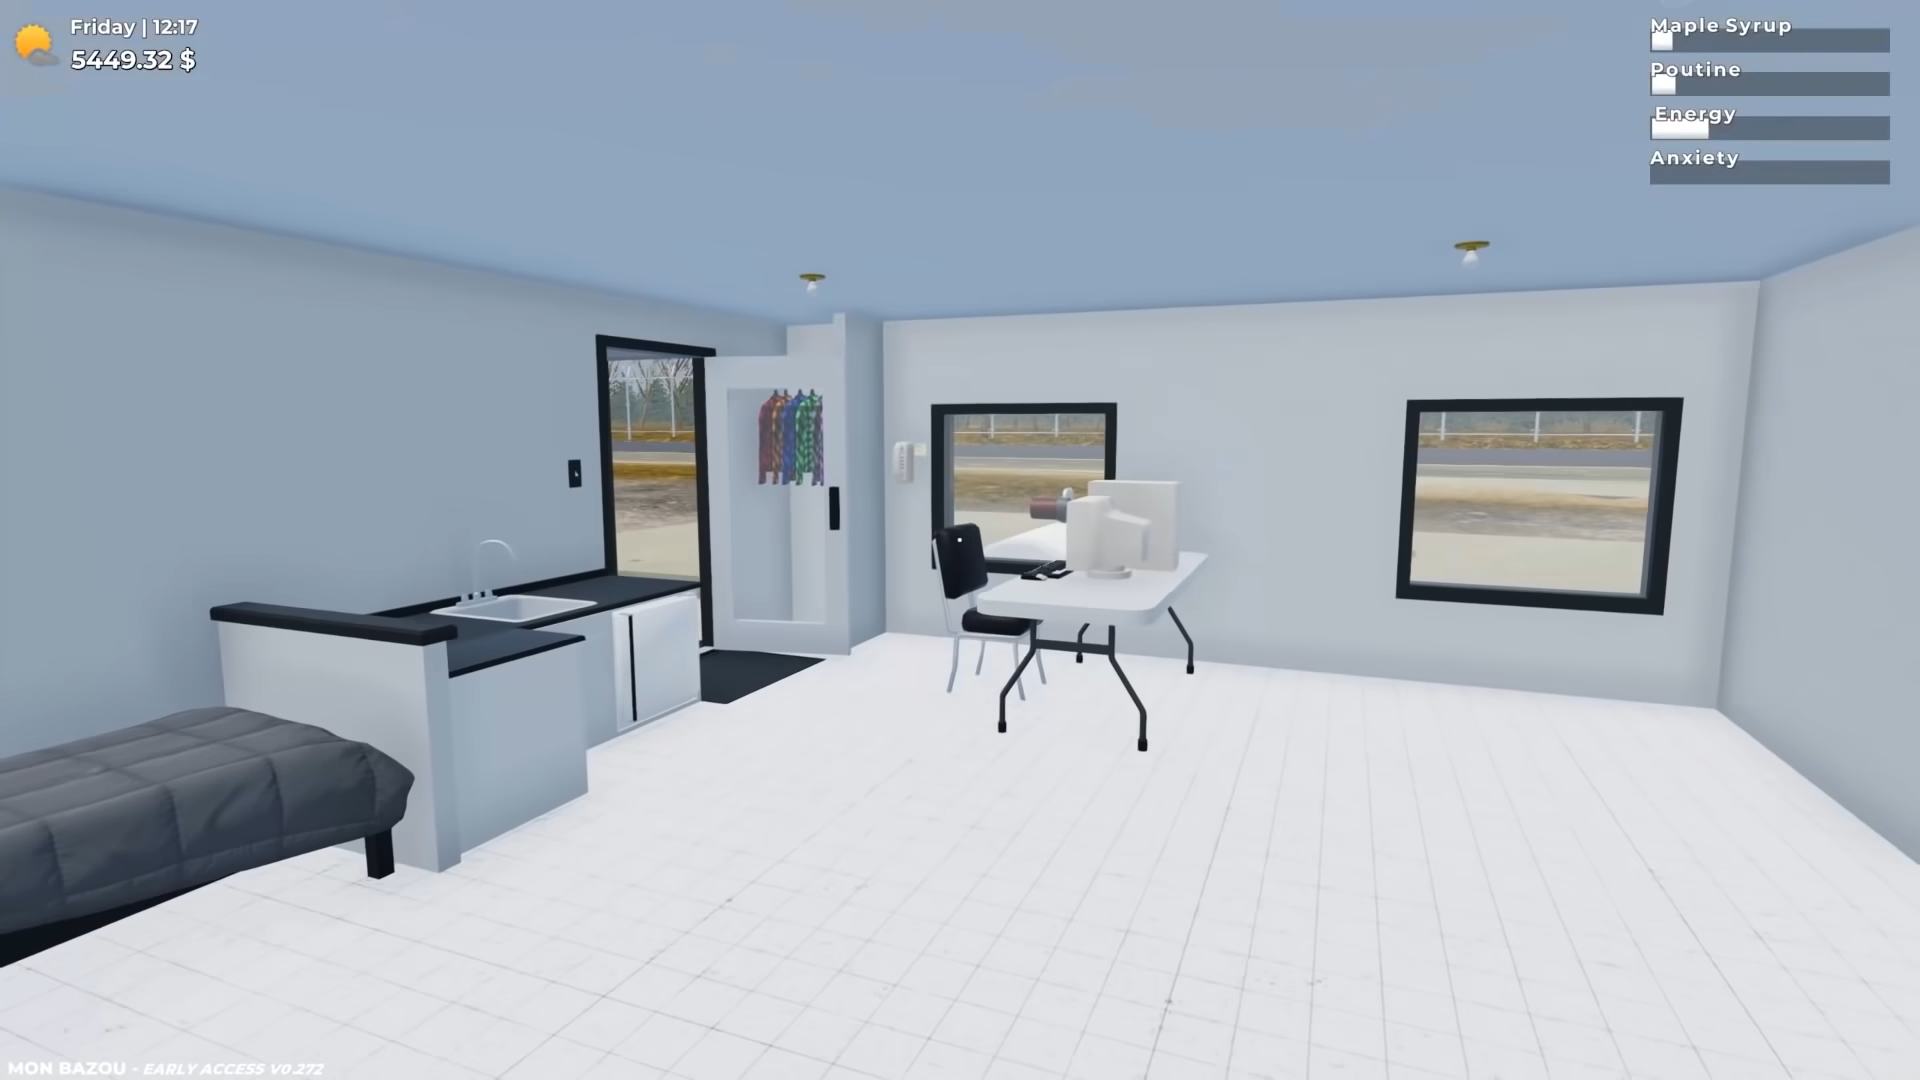 Friday | 12:17
5449.32 $
Maple Syrup
Poutine
Energy
Anxiety
MON BAZOU - EARLY ACCESS V0.272